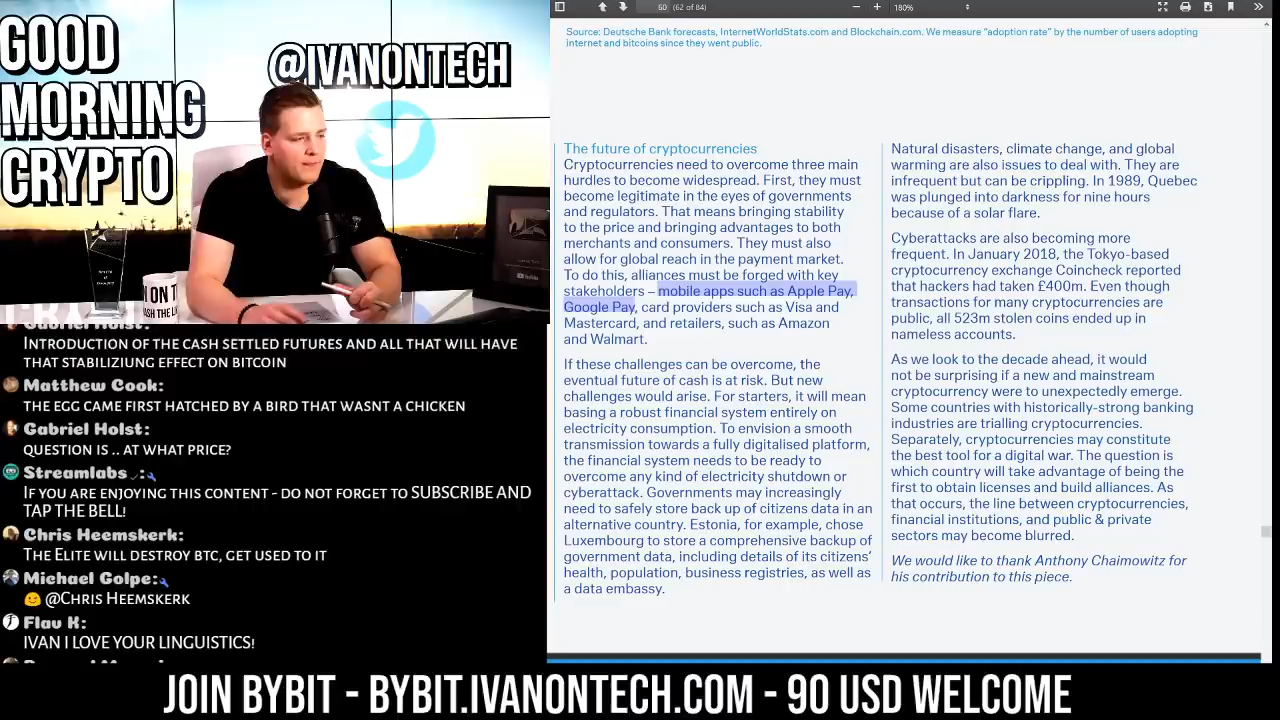 GOOD
MORNING
CRYPTO
@IVANONTECH
I ON T
60 (62 of 84)
180%
Source: Deutsche Bank forecasts, InternetWorldStats.com and Blockchain.com. We measure "adoption rate" by the number of users adopting
internet and bitcoins since they went public.
The future of cryptocurrencies
Cryptocurrencies need to overcome three main
hurdles to become widespread. First, they must
become legitimate in the eyes of governments
and regulators. That means bringing stability
to the price and bringing advantages to both
merchants and consumers. They must also
allow for global reach in the payment market.
To do this, alliances must be forged with key
stakeholders – mobile apps such as Apple Pay,
Google Pay, card providers such as Visa and
Mastercard, and retailers, such as Amazon
and Walmart.
If these challenges can be overcome, the
eventual future of cash is at risk. But new
challenges would arise. For starters, it will mean
basing a robust financial system entirely on
electricity consumption. To envision a smooth
transmission towards a fully digitalised platform,
the financial system needs to be ready to
overcome any kind of electricity shutdown or
cyberattack. Governments may increasingly
need to safely store back up of citizens data in an
alternative country. Estonia, for example, chose
Luxembourg to store a comprehensive backup of
government data, including details of its citizens'
health, population, business registries, as well as
a data embassy.
Natural disasters, climate change, and global
warming are also issues to deal with. They are
infrequent but can be crippling. In 1989, Quebec
was plunged into darkness for nine hours
because of a solar flare.
Cyberattacks are also becoming more
frequent. In January 2018, the Tokyo-based
cryptocurrency exchange Coincheck reported
that hackers had taken £400m. Even though
transactions for many cryptocurrencies are
public, all 523m stolen coins ended up in
nameless accounts.
As we look to the decade ahead, it would
not be surprising if a new and mainstream
cryptocurrency were to unexpectedly emerge.
Some countries with historically-strong banking
industries are trialling cryptocurrencies.
Separately, cryptocurrencies may constitute
the best tool for a digital war. The question is
which country will take advantage of being the
first to obtain licenses and build alliances. As
that occurs, the line between cryptocurrencies,
financial institutions, and public & private
sectors may become blurred.
We would like to thank Anthony Chaimowitz for
his contribution to this piece.
Gabriel Holst:
INTRODUCTION OF THE CASH SETTLED FUTURES AND ALL THAT WILL HAVE
THAT STABILIZIUNG EFFECT ON BITCOIN
Matthew Cook:
THE EGG CAME FIRST HATCHED BY A BIRD THAT WASNT A CHICKEN
Gabriel Holst:
QUESTION IS .. AT WHAT PRICE?
Streamlabs :
IF YOU ARE ENJOYING THIS CONTENT - DO NOT FORGET TO SUBSCRIBE AND
TAP THE BELL!
Chris Heemskerk:
THE ELITE WILL DESTROY BTC, GET USED TO IT
Michael Golpe:
@CHRIS HEEMSKERK
Flav K:
IVAN I LOVE YOUR LINGUISTICS!
JOIN BYBIT - BYBIT.IVANONTECH.COM - 90 USD WELCOME